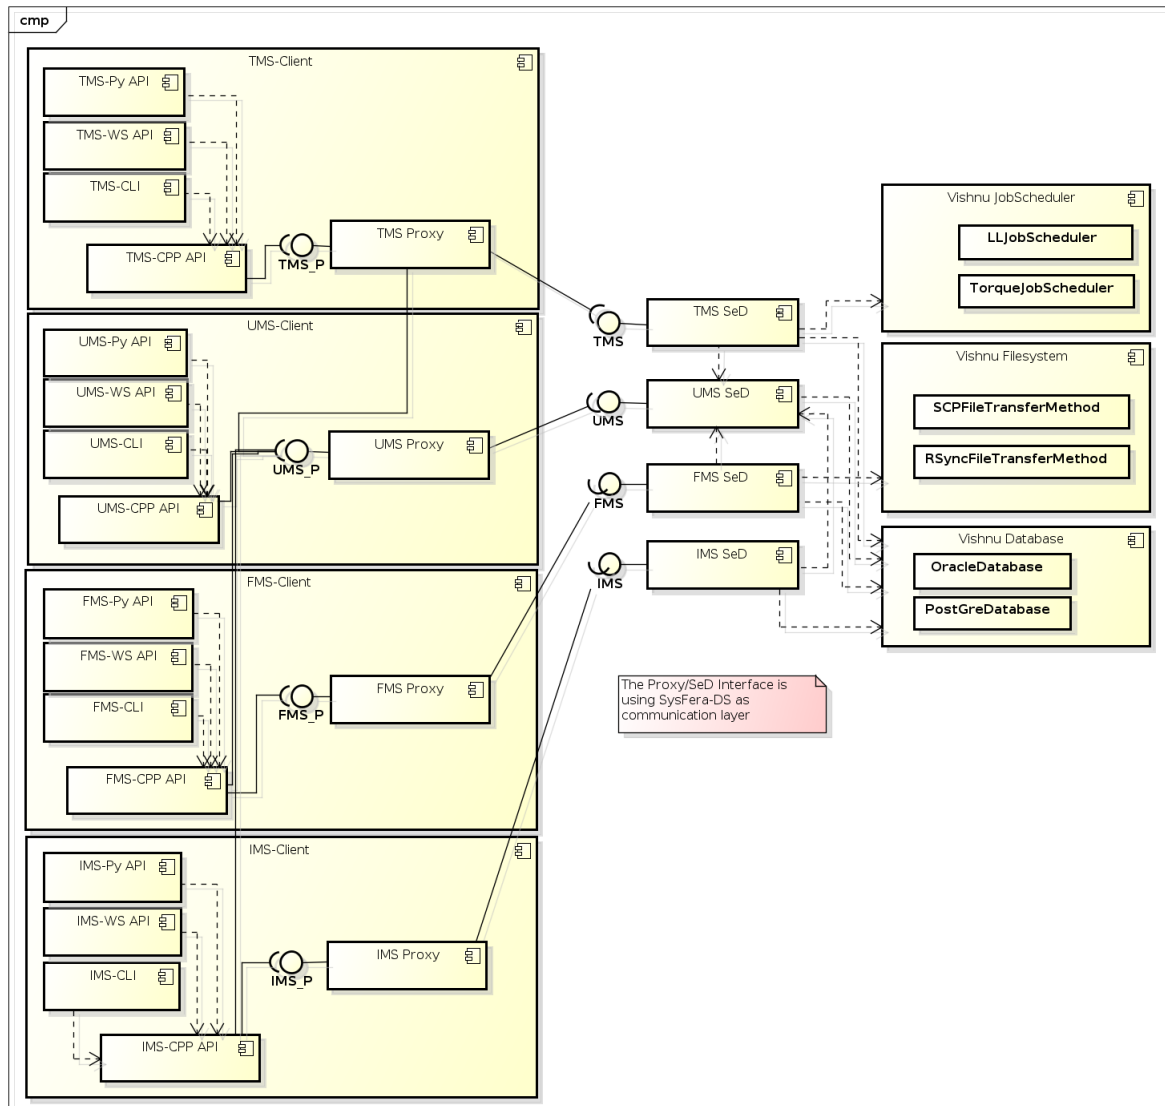 cmp
TMS-Client
TMS-Py API
TMS-WS API
TMS-CLI
TMS-CPP API
TMS_P
TMS Proxy
UMS-Client
UMS-Py API
UMS-WS API
UMS-CLI
UMS-CPP API
UMS_P
UMS Proxy
FMS-Client
FMS-Py API
FMS-WS API
FMS-CLI
FMS-CPP API
FMS_P
FMS Proxy
IMS-Client
IMS-Py API
IMS-WS API
IMS-CLI
IMS-CPP API
IMS_P
IMS Proxy
TMS
TMS SeD
UMS
UMS SeD
FMS
FMS SeD
IMS
IMS SeD
Vishnu JobScheduler
LLJobScheduler
TorqueJobScheduler
Vishnu Filesystem
SCPFileTransferMethod
RSyncFileTransferMethod
Vishnu Database
OracleDatabase
PostGreDatabase
The Proxy/SeD Interface is
using SysFera-DS as
communication layer